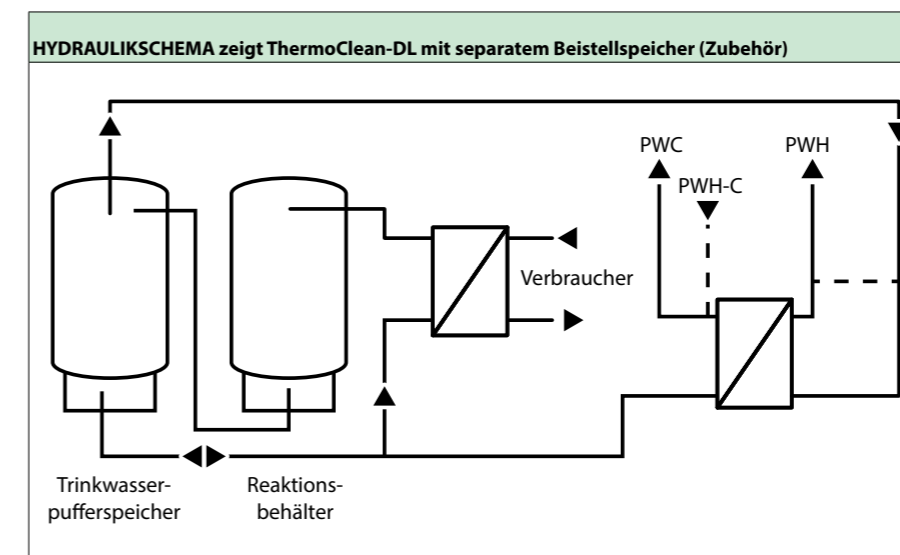 HYDRAULIKSCHEMA zeigt ThermoClean-DL mit separatem Beistellspeicher (Zubehör)
PWC
PWH
PWH-C
Verbraucher
Trinkwasser-
pufferspeicher
Reaktions-
behälter